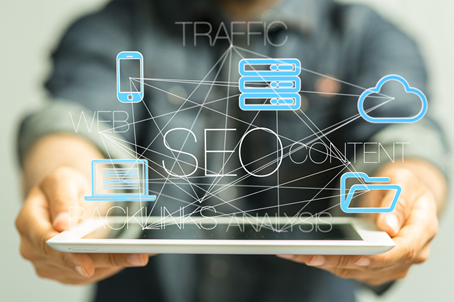 TRAFFIC
WEB
SEO
CONTENT
BACKLINKS ANALYSIS